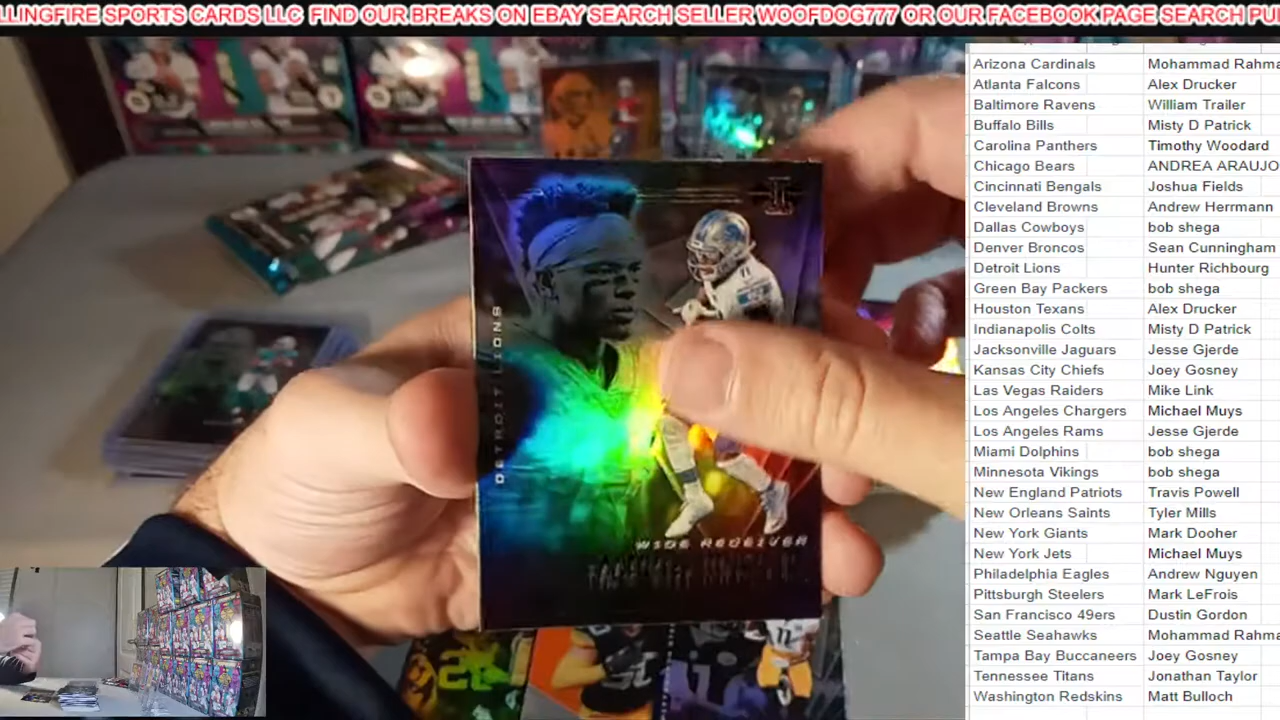 LLINGFIRE SPORTS CARDS LLC FIND OUR BREAKS ON EBAY SEARCH SELLER WOOFDOG777 OR OUR FACEBOOK PAGE SEARCH PU
Arizona Cardinals Mohammad Rahma
Atlanta Falcons Alex Drucker
Baltimore Ravens William Trailer
Buffalo Bills Misty D Patrick
Carolina Panthers Timothy Woodard
Chicago Bears ANDREA ARAUJO
Cincinnati Bengals Joshua Fields
Cleveland Browns Andrew Herrmann
Dallas Cowboys bob shega
Denver Broncos Sean Cunningham
Detroit Lions Hunter Richbourg
Green Bay Packers bob shega
Houston Texans Alex Drucker
Indianapolis Colts Misty D Patrick
Jacksonville Jaguars Jesse Gjerde
Kansas City Chiefs Joey Gosney
Las Vegas Raiders Mike Link
Los Angeles Chargers Michael Muys
Los Angeles Rams Jesse Gjerde
Miami Dolphins bob shega
Minnesota Vikings bob shega
New England Patriots Travis Powell
New Orleans Saints Tyler Mills
New York Giants Mark Dooher
New York Jets Michael Muys
Philadelphia Eagles Andrew Nguyen
Pittsburgh Steelers Mark LeFrois
San Francisco 49ers Dustin Gordon
Seattle Seahawks Mohammad Rahma
Tampa Bay Buccaneers Joey Gosney
Tennessee Titans Jonathan Taylor
Washington Redskins Matt Bulloch
DETROIT LIONS
WIDE RECEIVER